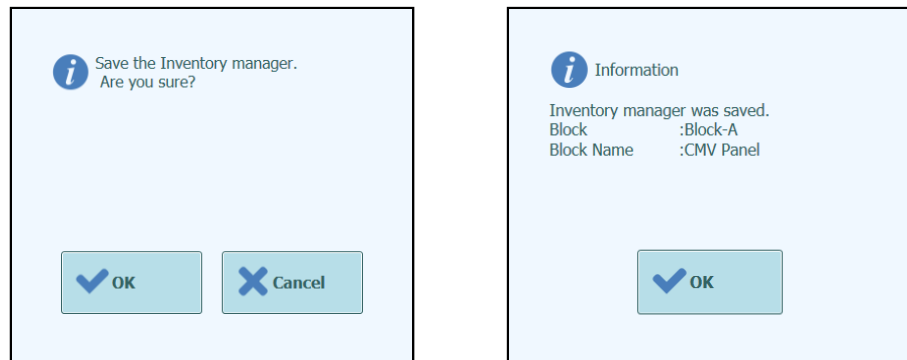 Save the Inventory manager.
Are you sure?
OK
Cancel
Information
Inventory manager was saved.
Block :Block-A
Block Name :CMV Panel
OK